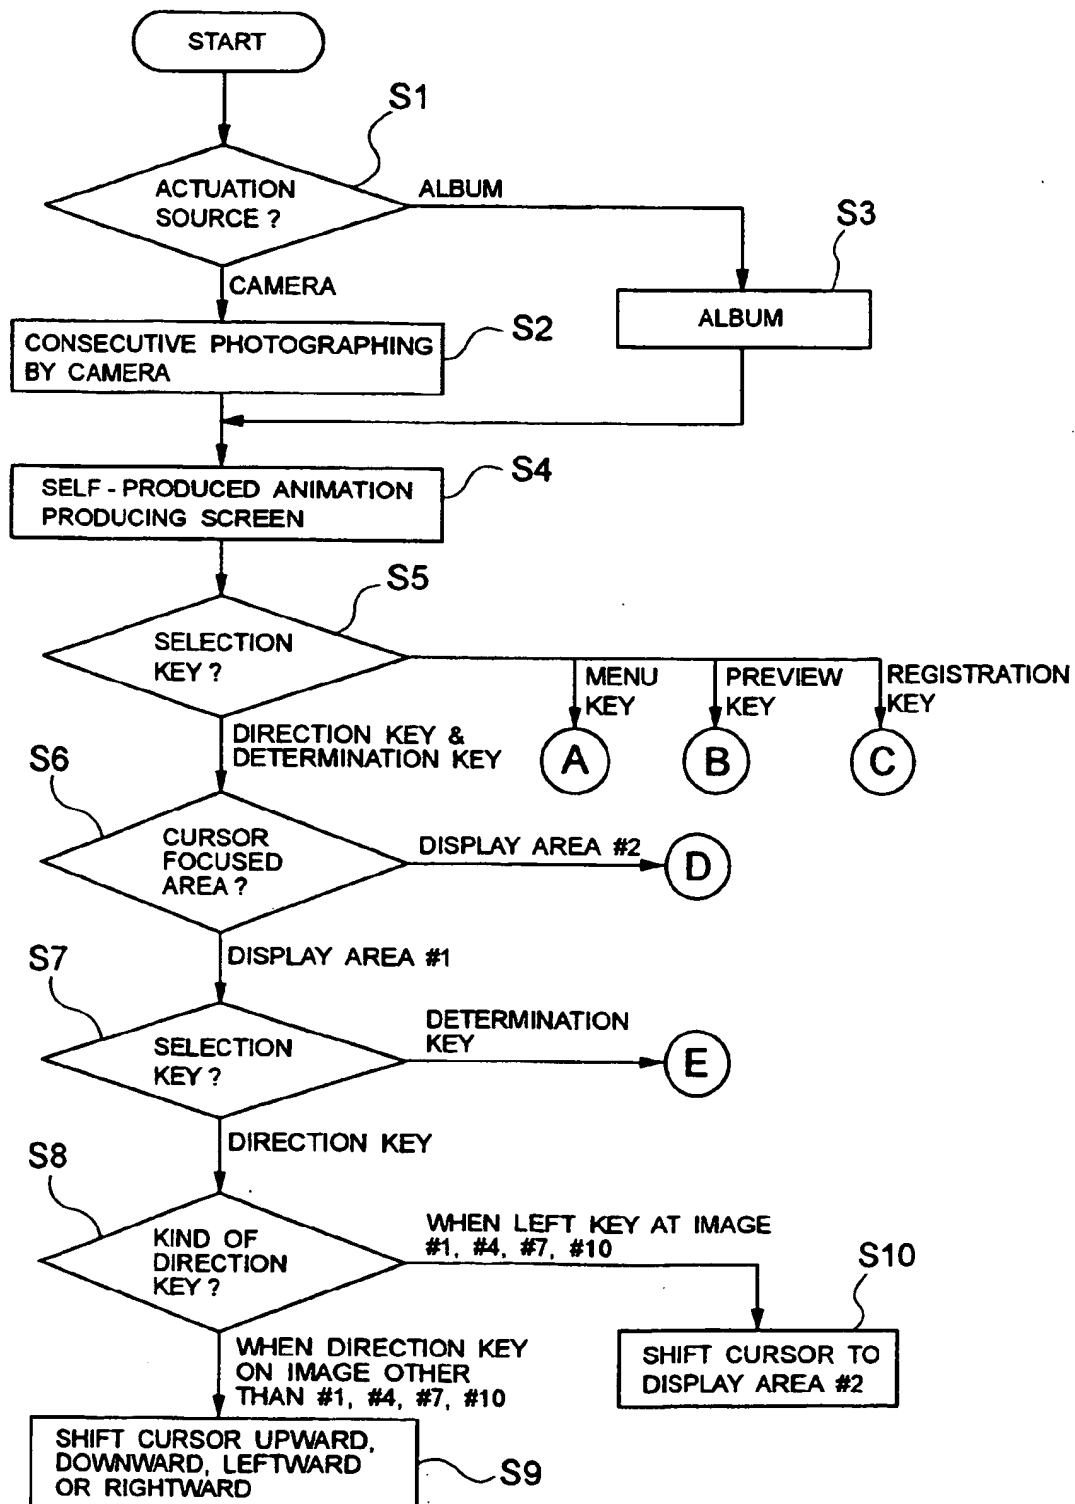 START
S1
ACTUATION
SOURCE ?
ALBUM
S3
CAMERA
ALBUM
S2
CONSECUTIVE PHOTOGRAPHING
BY CAMERA
S4
SELF - PRODUCED ANIMATION
PRODUCING SCREEN
S5
SELECTION
KEY ?
MENU
KEY
PREVIEW
KEY
REGISTRATION
KEY
DIRECTION KEY &
DETERMINATION KEY
A
B
C
S6
CURSOR
FOCUSED
AREA ?
DISPLAY AREA #2
D
DISPLAY AREA #1
S7
SELECTION
KEY ?
DETERMINATION
KEY
E
DIRECTION KEY
S8
KIND OF
DIRECTION
KEY ?
WHEN LEFT KEY AT IMAGE
#1, #4, #7, #10
S10
SHIFT CURSOR TO
DISPLAY AREA #2
WHEN DIRECTION KEY
ON IMAGE OTHER
THAN #1, #4, #7, #10
SHIFT CURSOR UPWARD,
DOWNWARD, LEFTWARD
OR RIGHTWARD
S9